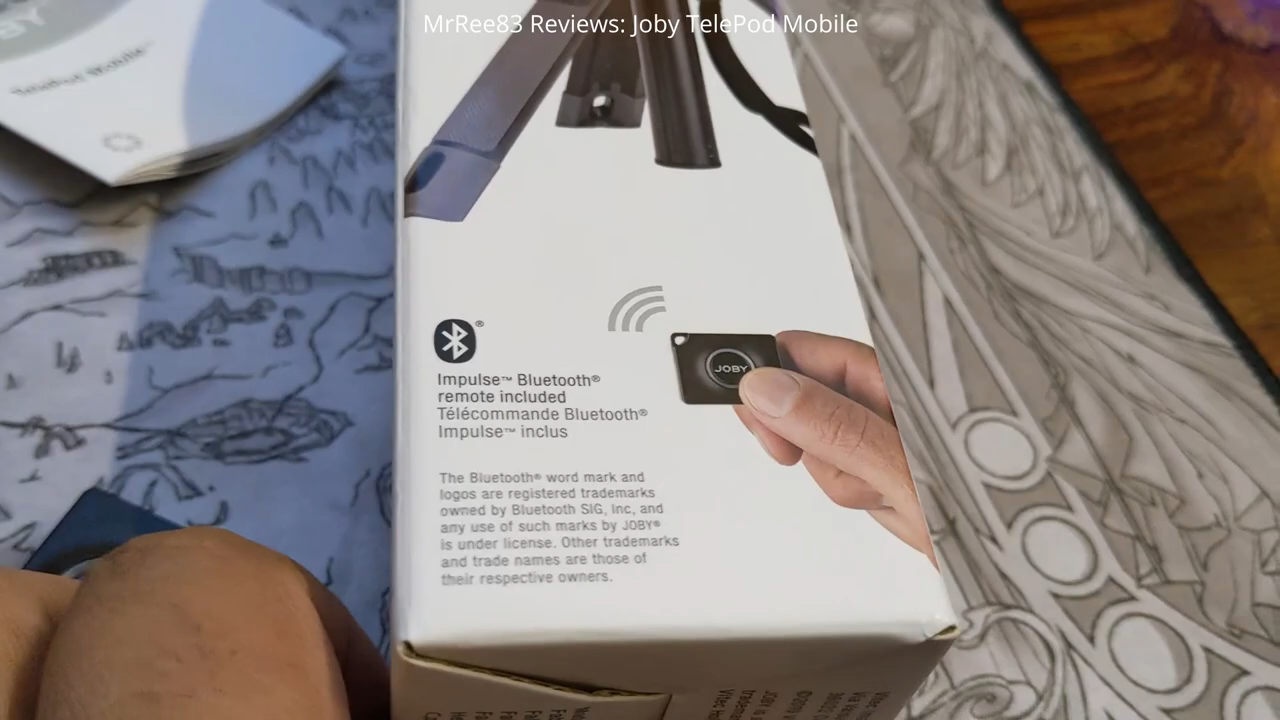 MrRee83 Reviews: Joby TelePod Mobile
TelePod Mobile™
JOBY
Impulse™ Bluetooth®
remote included
Télécommande Bluetooth®
Impulse™ inclus
The Bluetooth® word mark and
logos are registered trademarks
owned by Bluetooth SIG, Inc, and
any use of such marks by JOBY®
is under license. Other trademarks
and trade names are those of
their respective owners.